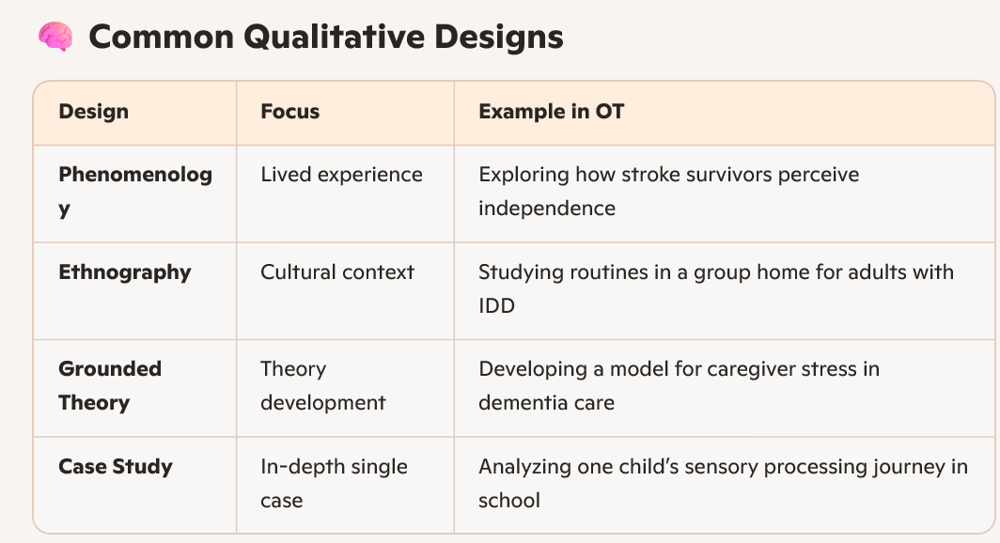 Common Qualitative Designs
Design Focus Example in OT
Phenomenolog Lived experience Exploring how stroke survivors perceive
y independence
Ethnography Cultural context Studying routines in a group home for adults with
IDD
Grounded Theory Developing a model for caregiver stress in
Theory development dementia care
Case Study In-depth single Analyzing one child's sensory processing journey in
case school